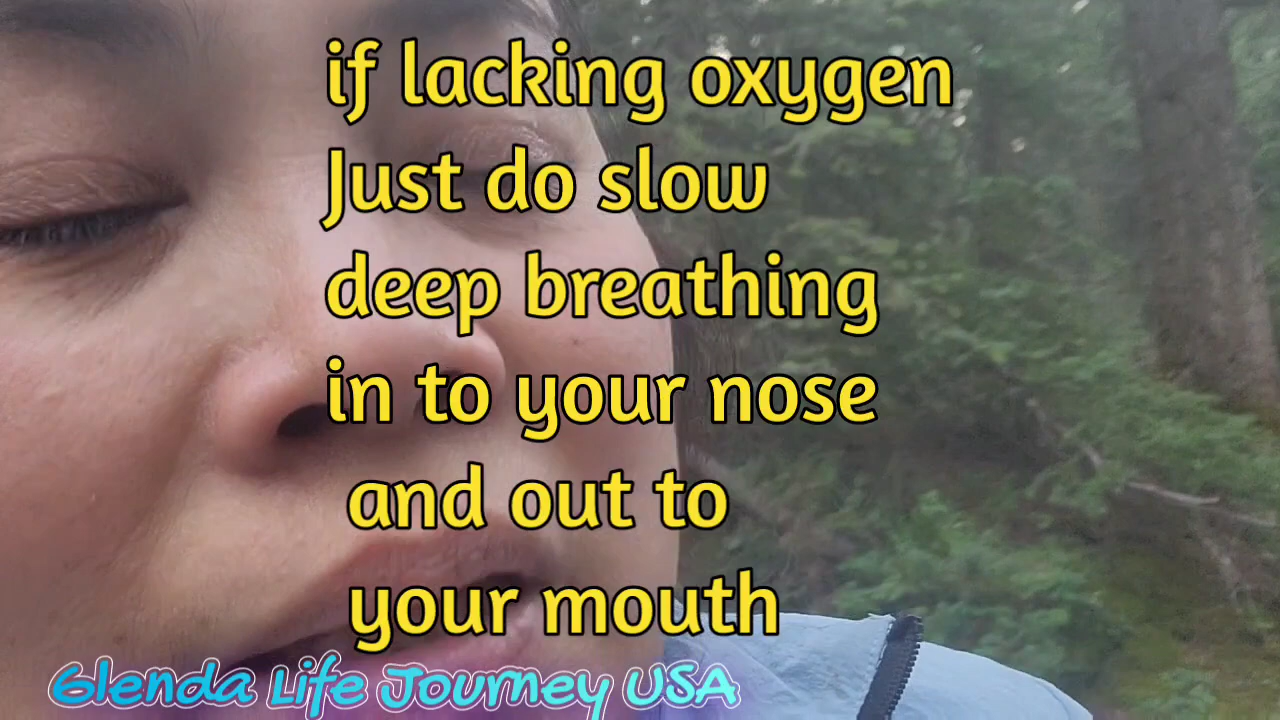 if lacking oxygen
Just do slow
deep breathing
in to your nose
and out to
your mouth
Glenda Life Journey USA